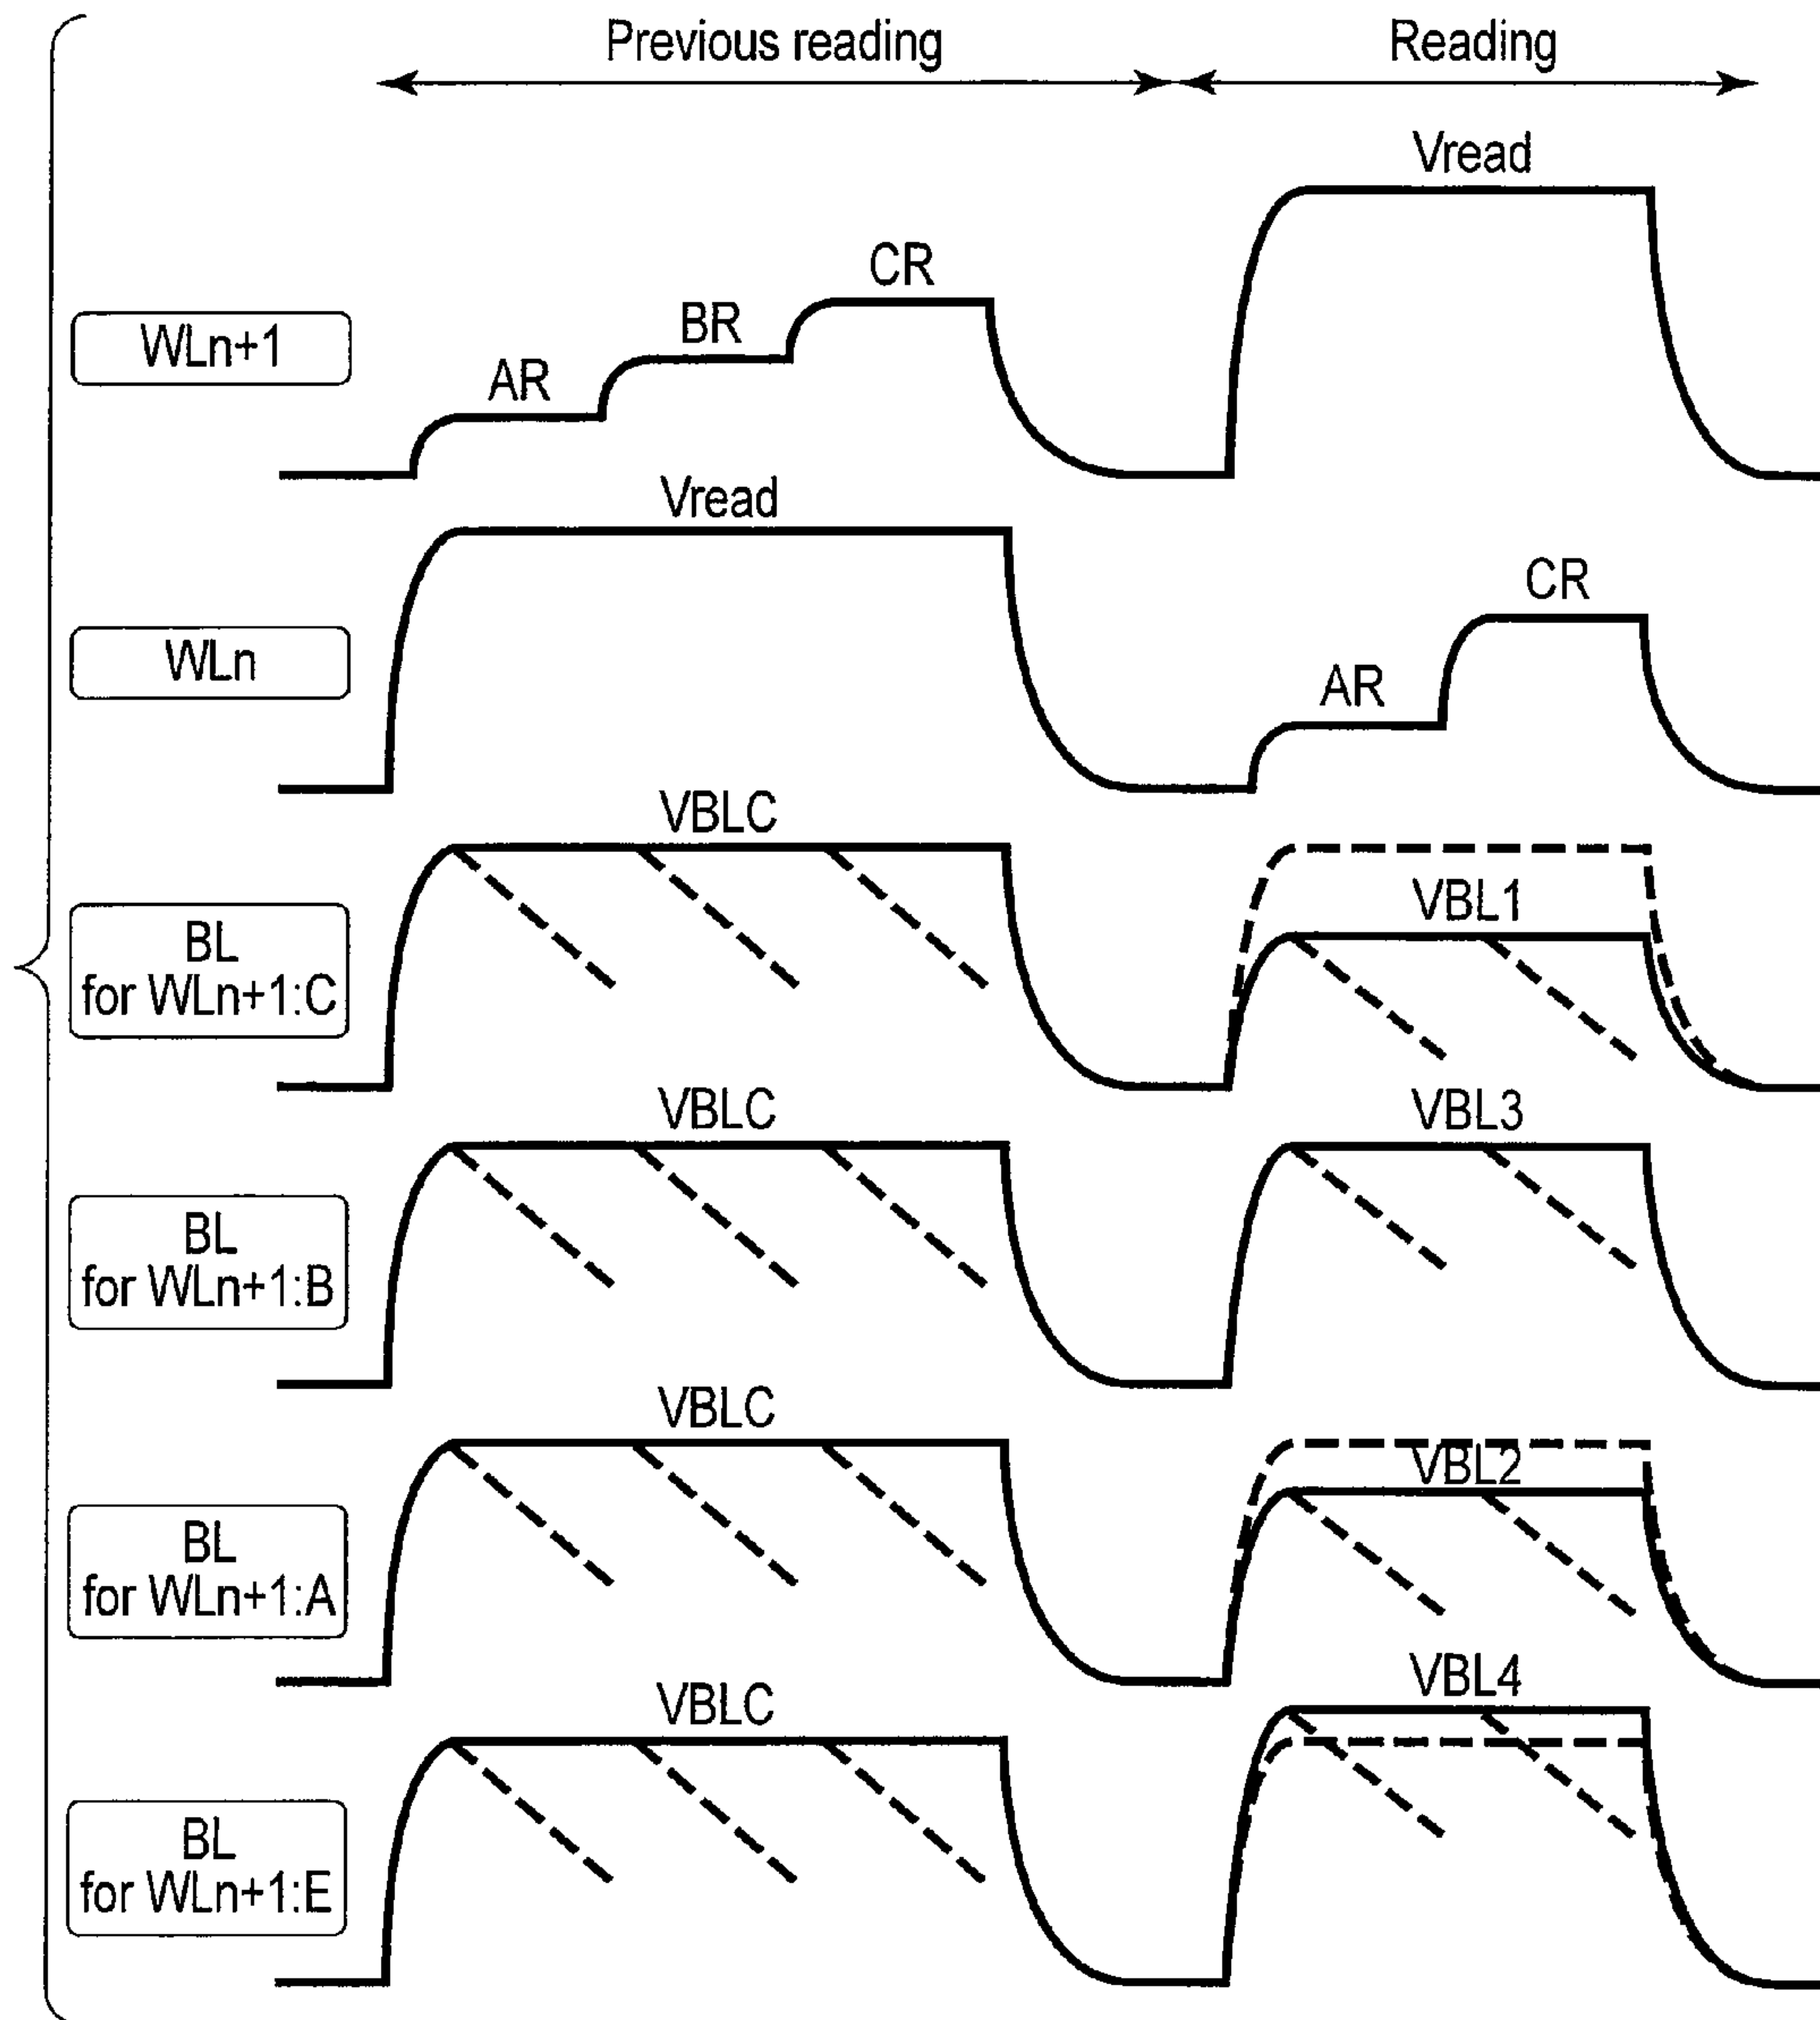 Previous reading
Reading
Vread
CR
BR
AR
WLn+1
Vread
CR
AR
WLn
VBLC
VBL1
BL
for WLn+1:C
VBLC
VBL3
BL
for WLn+1:B
VBLC
VBL2
BL
for WLn+1:A
VBLC
VBL4
BL
for WLn+1:E